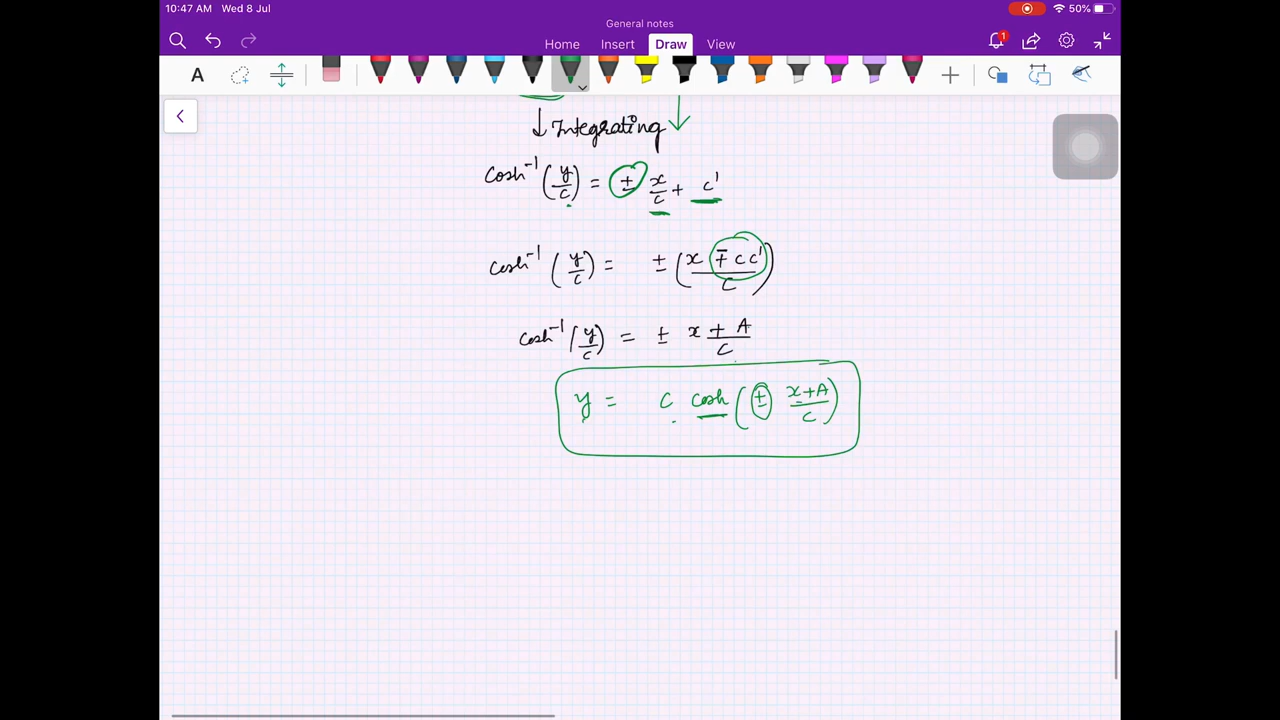 10:47 AM Wed 8 Jul
50%
General notes
Home Insert Draw View
1
A
↓ Integrating ↓
cosh⁻¹ (y/c) = ± x/c + c'
cosh⁻¹ (y/c) = ± (x ∓ cc' / c)
cosh⁻¹ (y/c) = ± x + A / c
y = c cosh (± x+A / c)